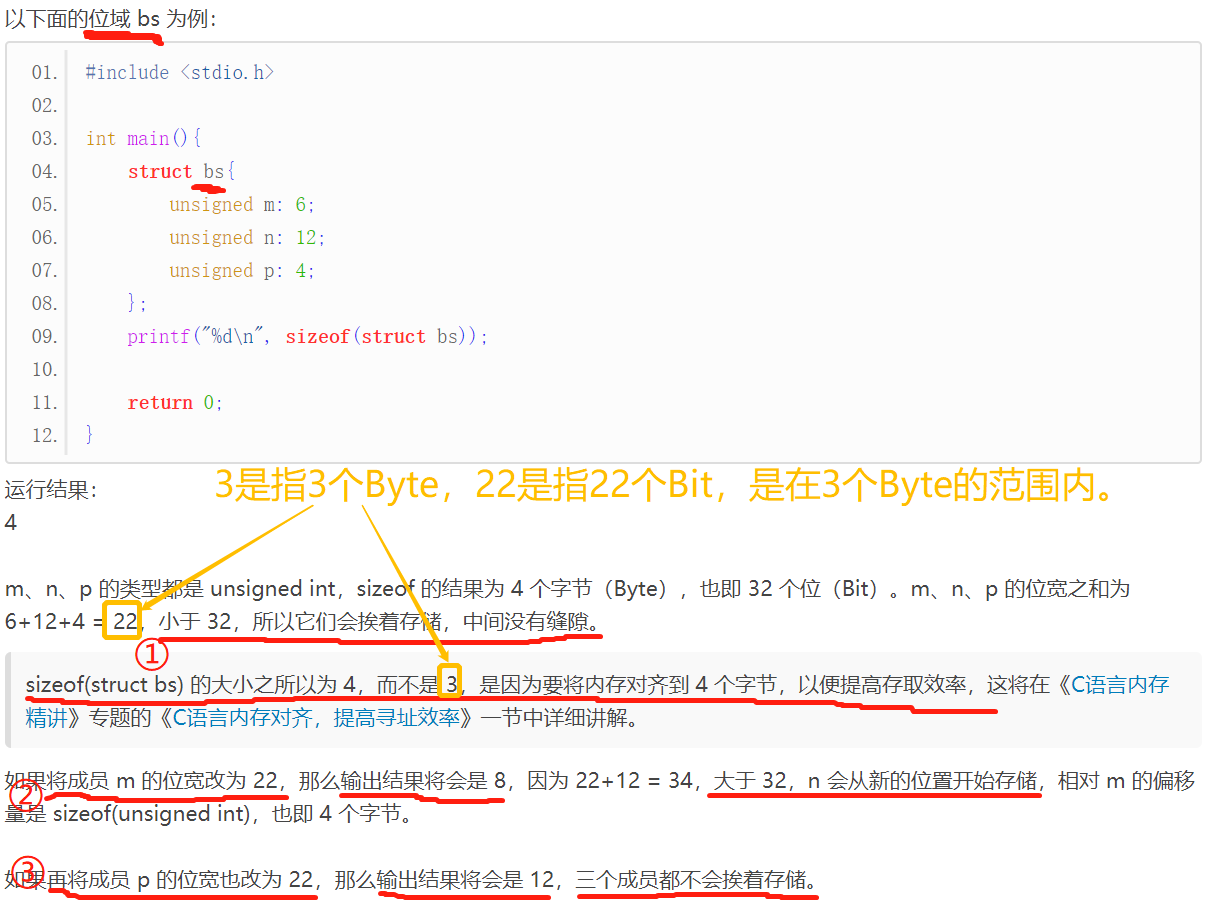 以下面的位域 bs 为例：
01. #include <stdio.h>
02.
03. int main(){
04. struct bs{
05. unsigned m: 6;
06. unsigned n: 12;
07. unsigned p: 4;
08. };
09. printf("%d\n", sizeof(struct bs));
10.
11. return 0;
12. }
3是指3个Byte，22是指22个Bit，是在3个Byte的范围内。
运行结果：
4
m、n、p 的类型都是 unsigned int，sizeof 的结果为 4 个字节（Byte），也即 32 个位（Bit）。m、n、p 的位宽之和为
6+12+4 = 22，小于 32，所以它们会挨着存储，中间没有缝隙。
①
sizeof(struct bs) 的大小之所以为 4，而不是 3，是因为要将内存对齐到 4 个字节，以便提高存取效率，这将在《C语言内存
精讲》专题的《C语言内存对齐，提高寻址效率》一节中详细讲解。
如果将成员 m 的位宽改为 22，那么输出结果将会是 8，因为 22+12 = 34，大于 32，n 会从新的位置开始存储，相对 m 的偏移
②
量是 sizeof(unsigned int)，也即 4 个字节。
③
如果再将成员 p 的位宽也改为 22，那么输出结果将会是 12，三个成员都不会挨着存储。